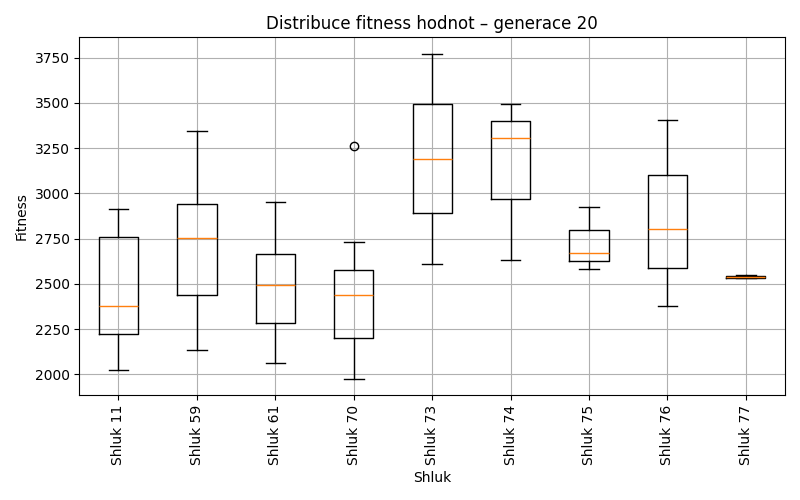 Distribuce fitness hodnot – generace 20
Fitness
3750
3500
3250
3000
2750
2500
2250
2000
Shluk 11
Shluk 59
Shluk 61
Shluk 70
Shluk 73
Shluk 74
Shluk 75
Shluk 76
Shluk 77
Shluk